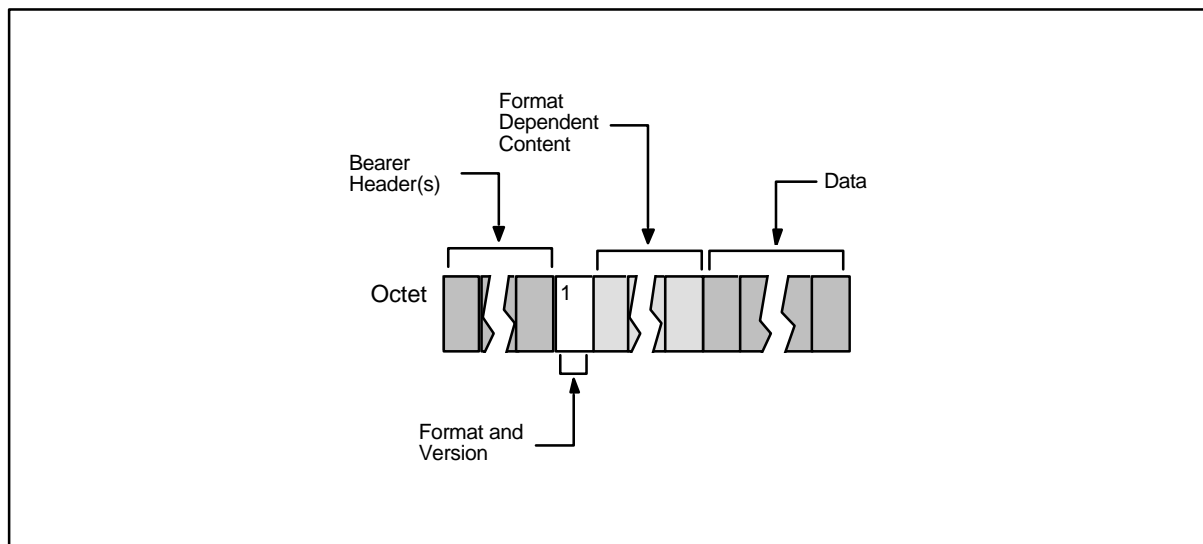 Format
Dependent
Content
Bearer
Header(s)
Data
Octet
1
Format and
Version